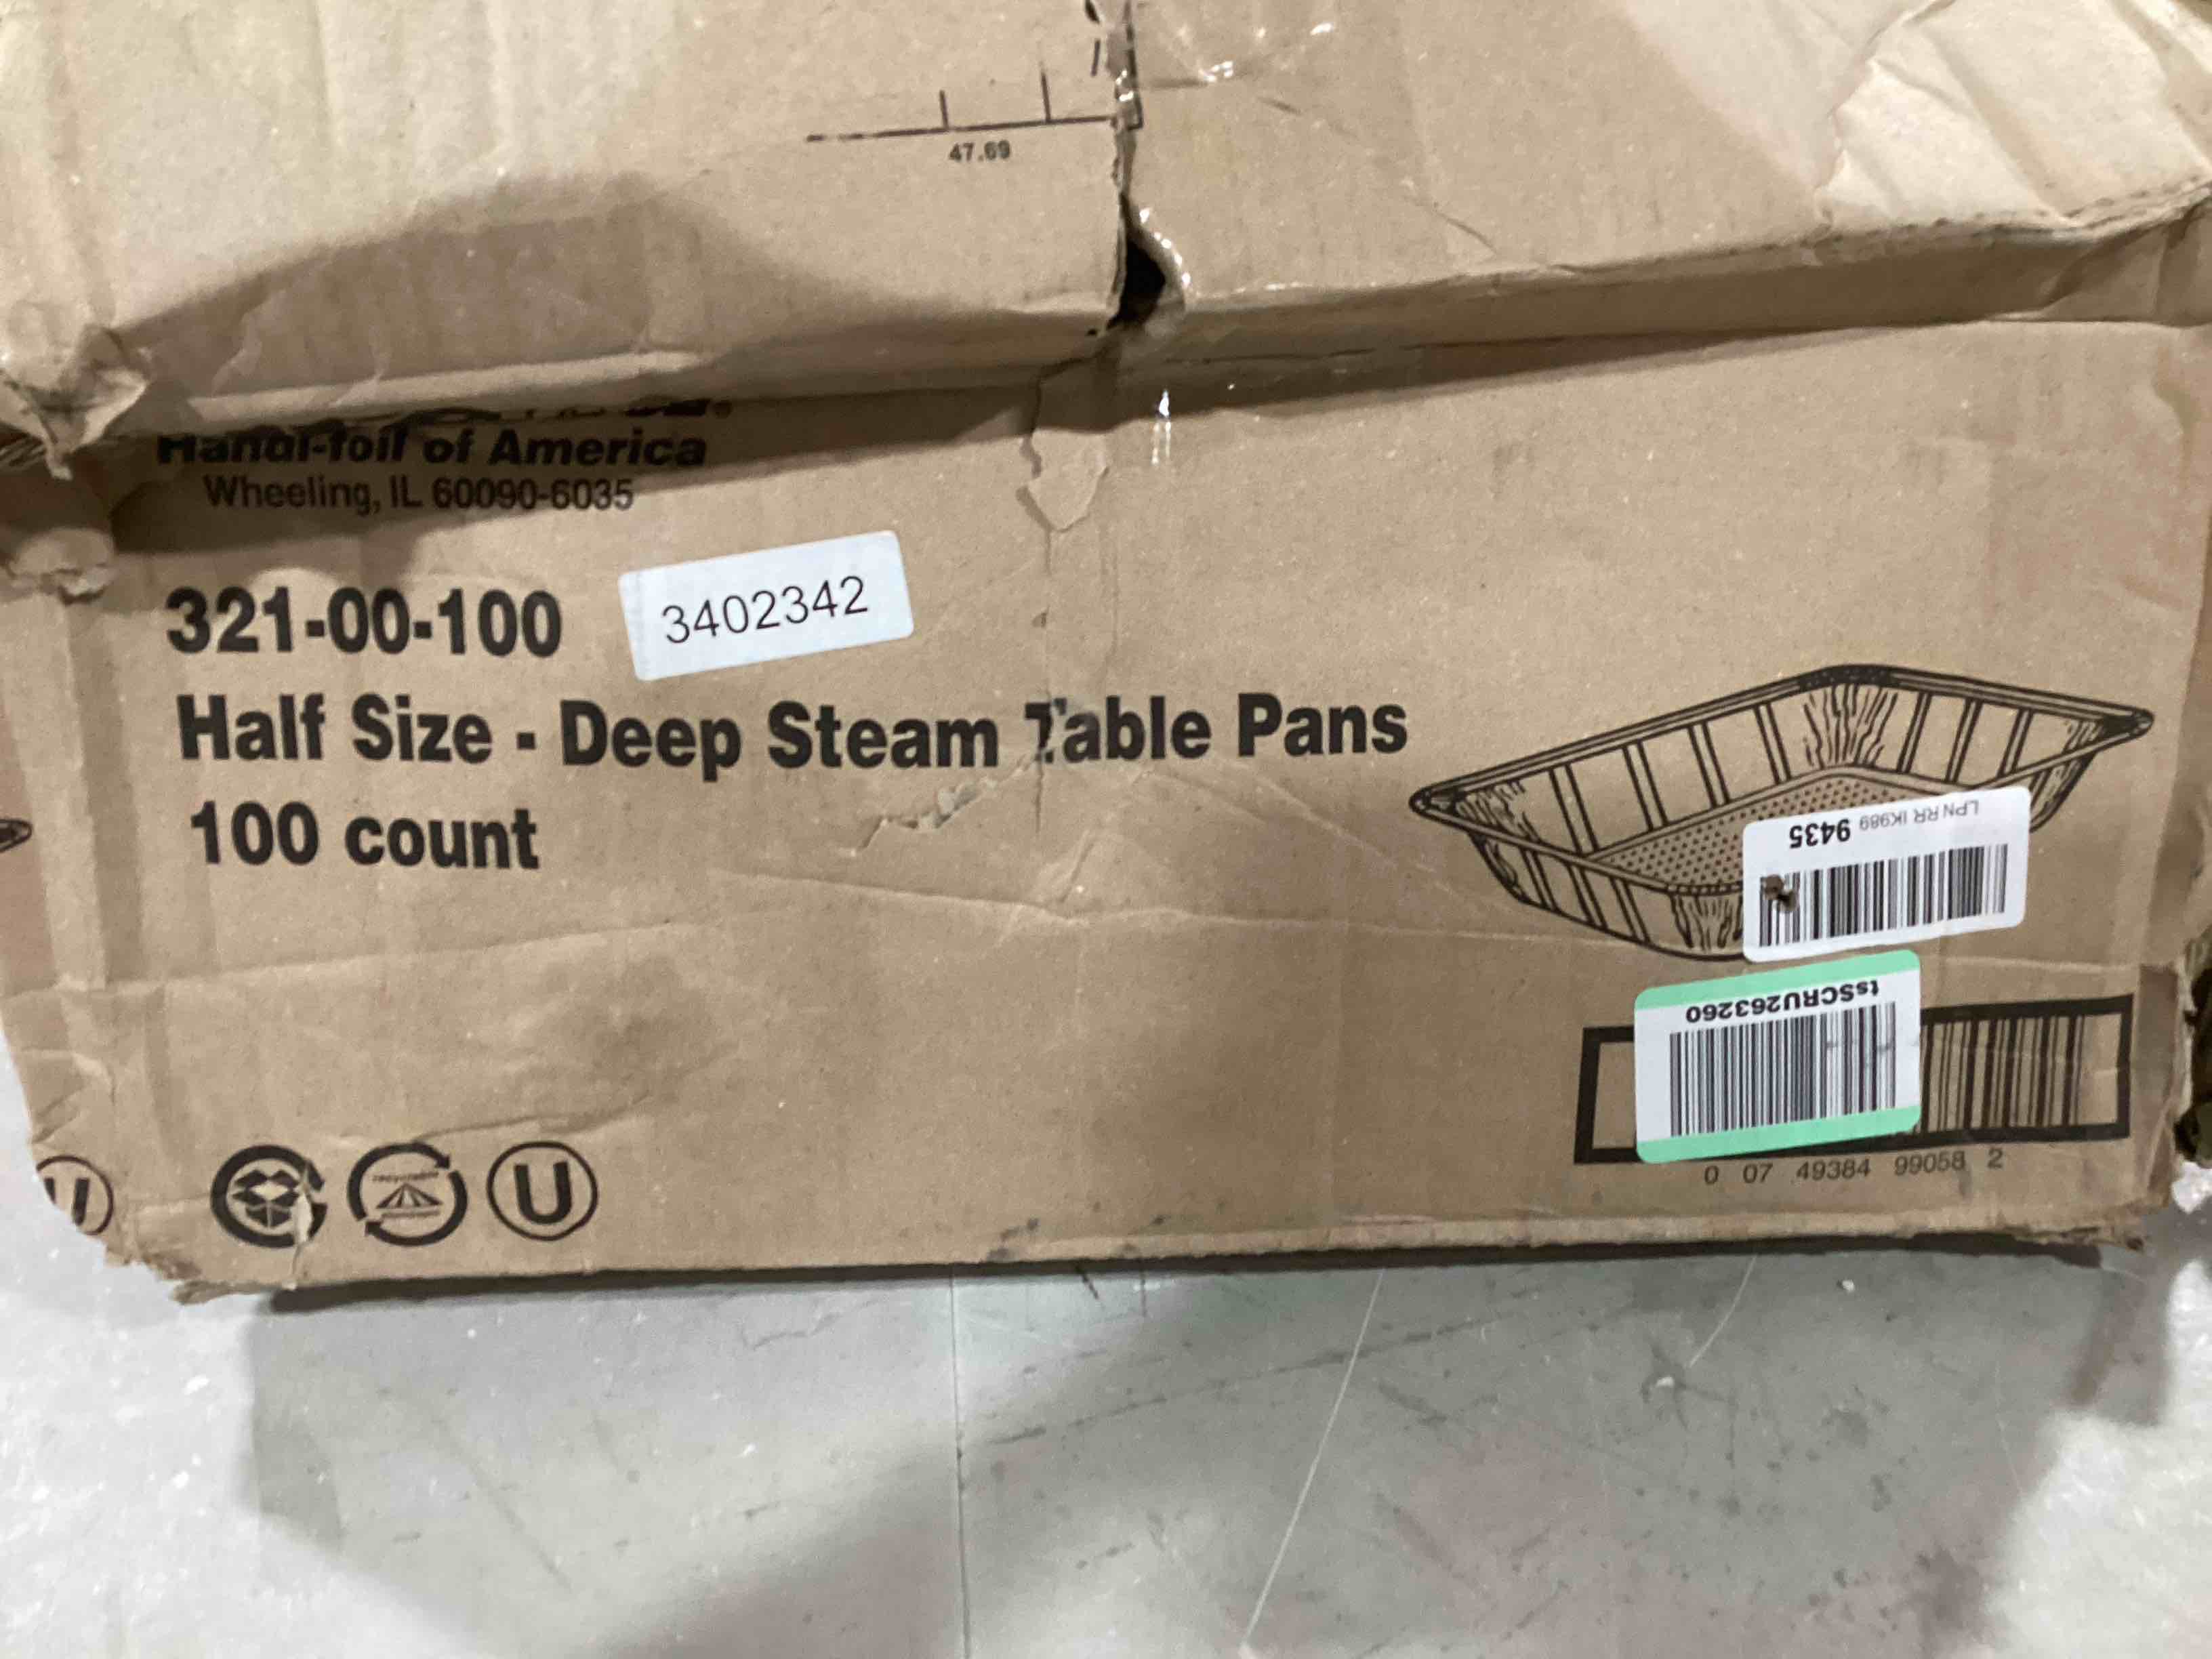 47.69
Handi-foil of America
Wheeling, IL 60090-6035
321-00-100
3402342
Half Size - Deep Steam Table Pans
100 count
LPN RR IK989 9435
tsSCRU263260
0 07 49384 99058 2
recyclable
U
U